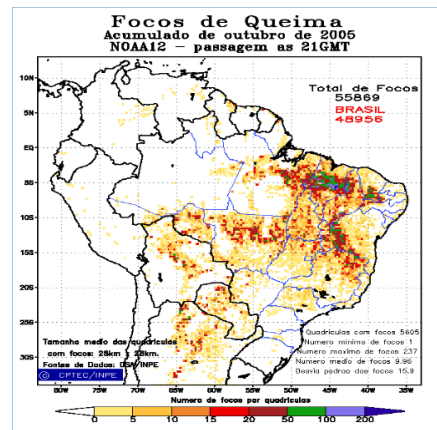 Focos de Queima
Acumulado de outubro de 2005
NOAA12 – passagem as 21GMT
Total de Focos
55869
BRASIL
48956
10N
5N
EQ
5S
10S
15S
20S
25S
30S
Quadriculas com focos 5605
Numero minimo de focos 1
Numero maximo de focos 237
Numero medio de focos 9.96
Desvio padrao dos focos 15.9
Tamanho medio das quadriculas
com focos: 28km x 28km.
Fontes de Dados: DSA/INPE
© CPTEC/INPE
80W 75W 70W 65W 60W 55W 50W 45W 40W 35W
Numero de focos por quadriculas
0 5 10 15 20 50 100 200